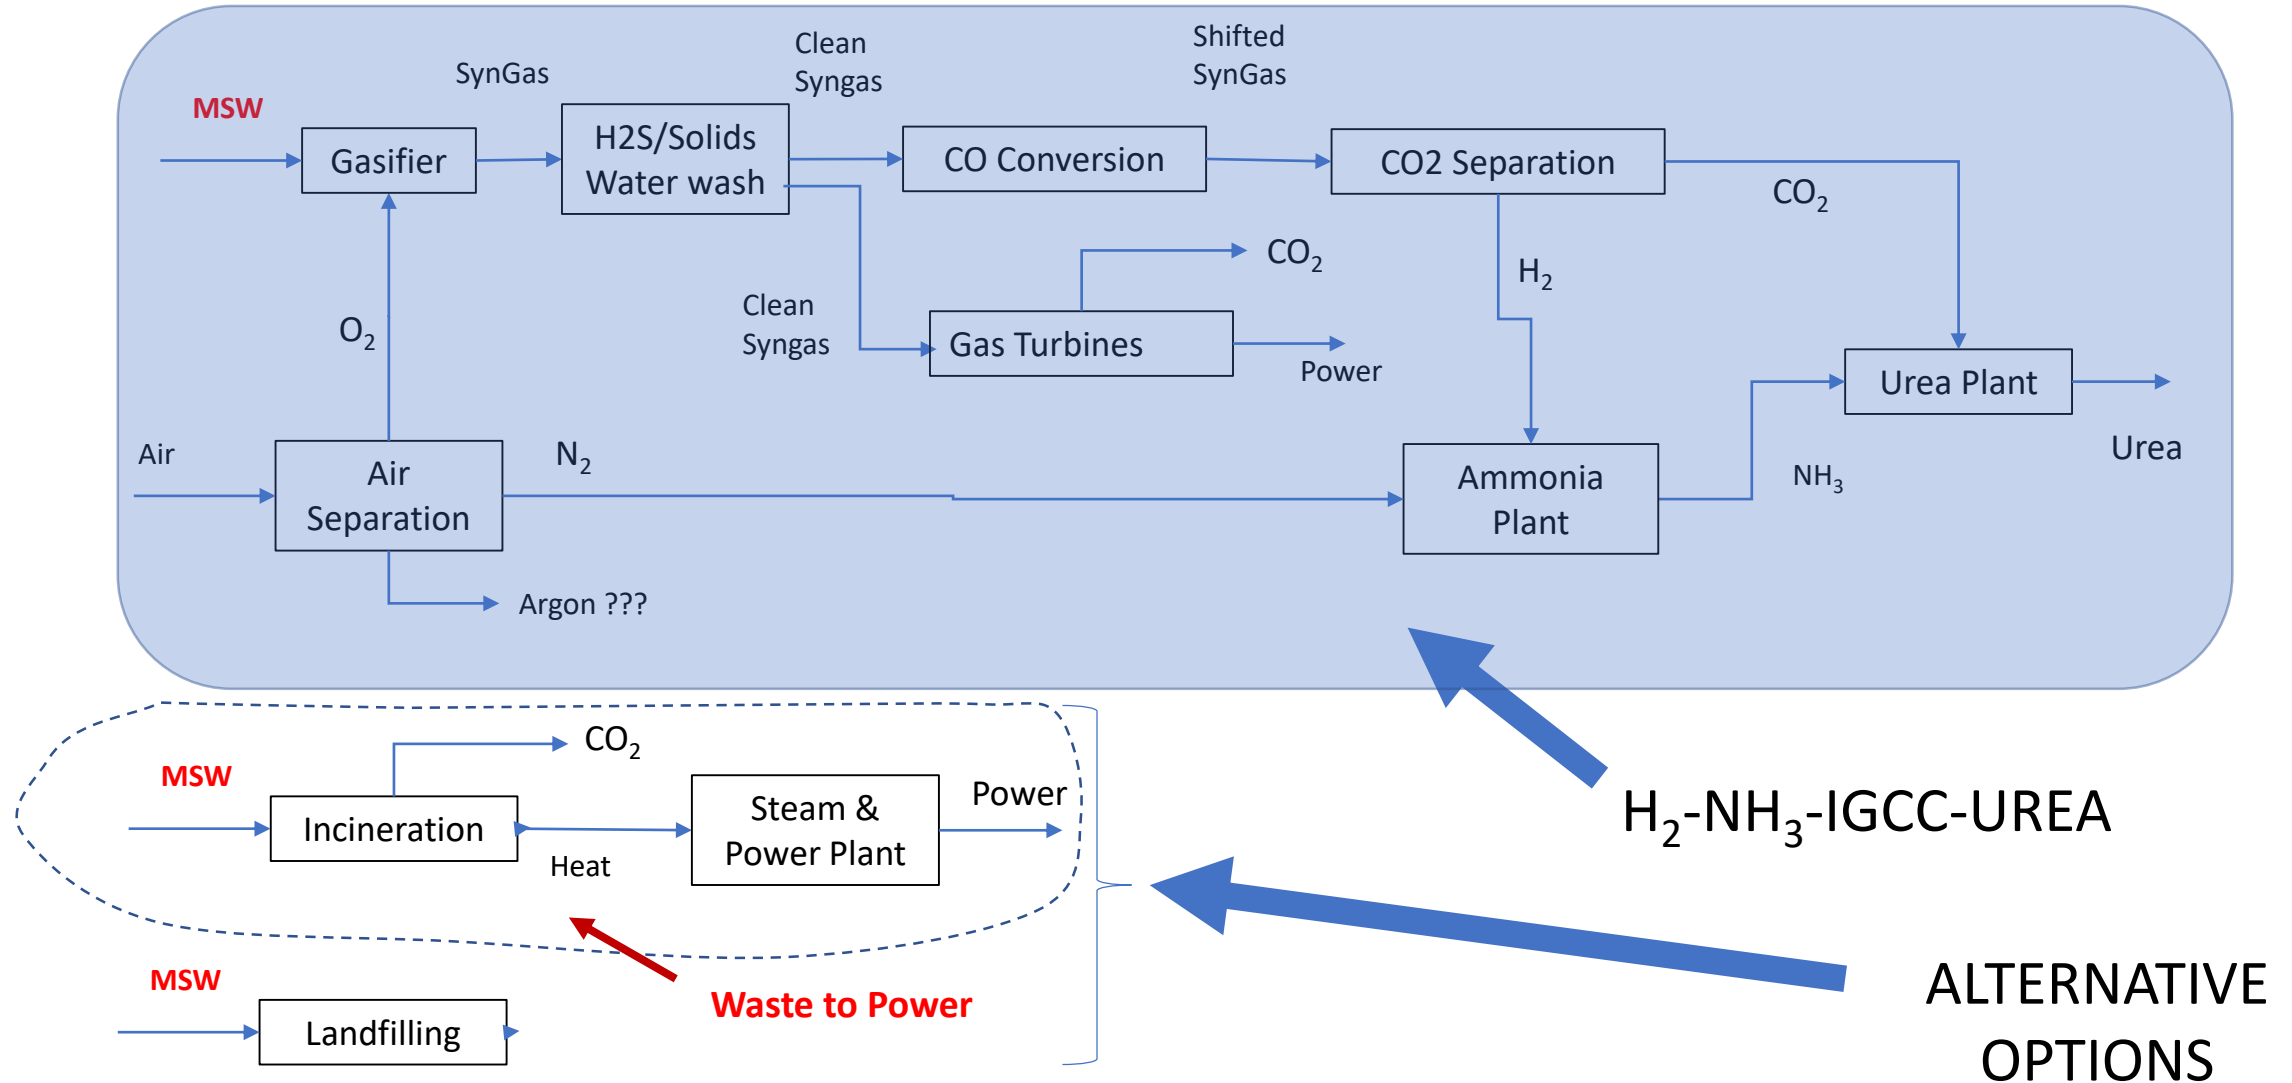 Clean
Syngas
Shifted
SynGas
SynGas
MSW
Gasifier
H2S/Solids
Water wash
CO Conversion
CO2 Separation
CO₂
CO₂
H₂
Clean
Syngas
O₂
Gas Turbines
Power
Urea Plant
Air
Air
Separation
N₂
Ammonia
Plant
NH₃
Urea
Argon ???
CO₂
MSW
Incineration
Heat
Steam &
Power Plant
Power
H₂-NH₃-IGCC-UREA
MSW
Landfilling
Waste to Power
ALTERNATIVE
OPTIONS